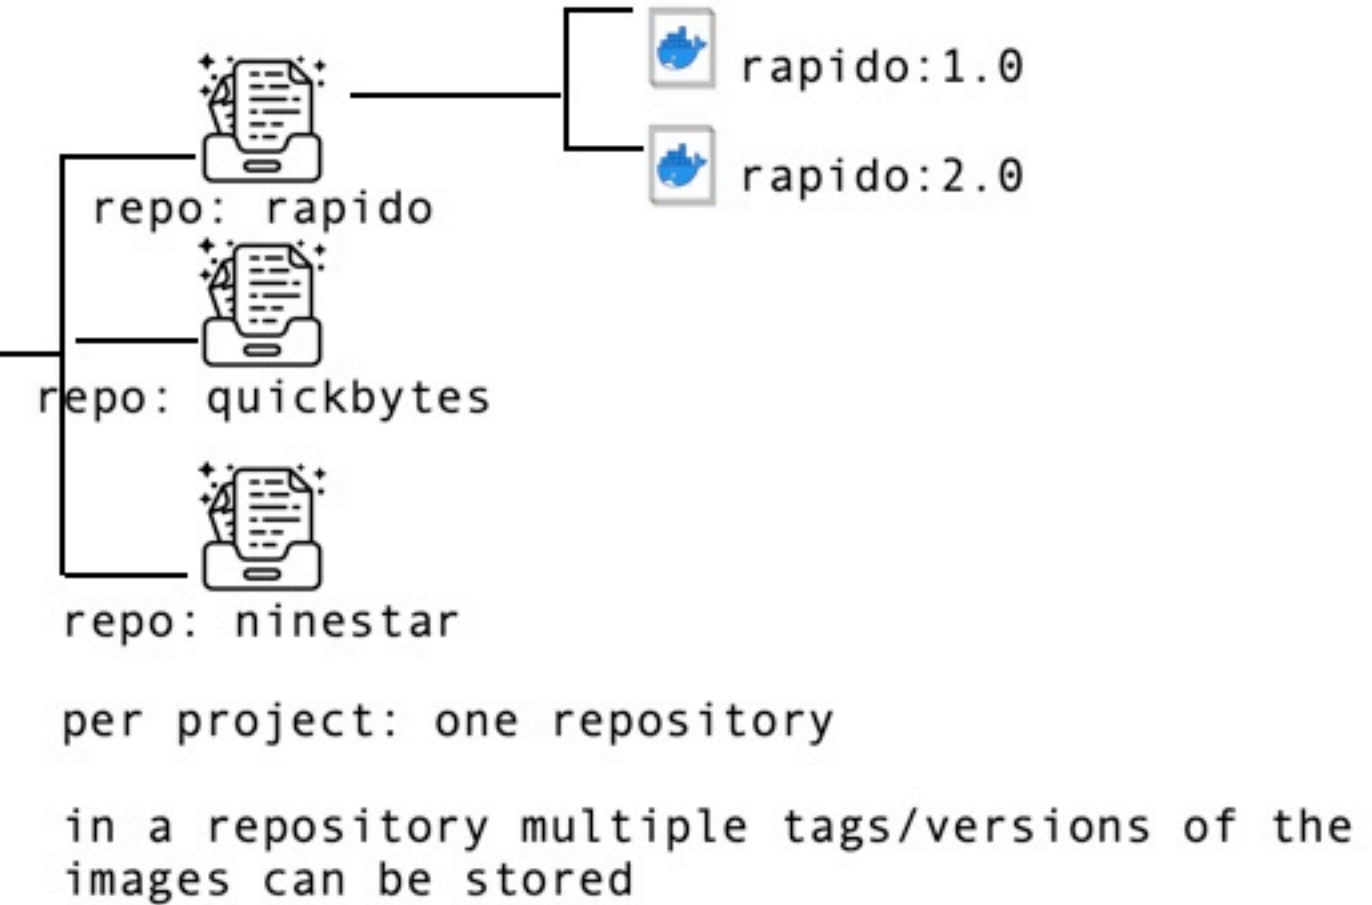 rapido:1.0
rapido:2.0
repo: rapido
repo: quickbytes
repo: ninestar
per project: one repository
in a repository multiple tags/versions of the
images can be stored